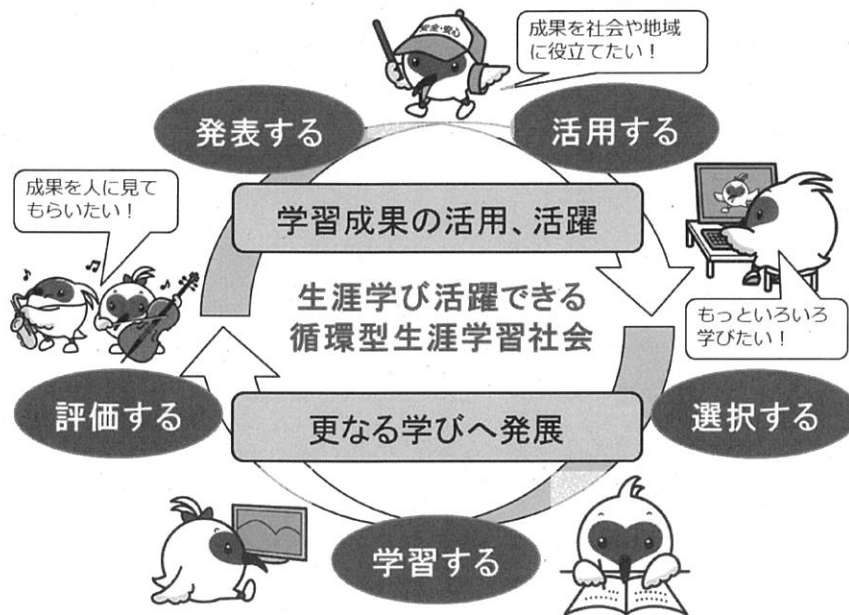 安全・安心
成果を社会や地域
に役立てたい!
発表する
活用する
成果を人に見て
もらいたい!
学習成果の活用、活躍
生涯学び活躍できる
循環型生涯学習社会
もっといろいろ
学びたい!
評価する
更なる学びへ発展
選択する
学習する